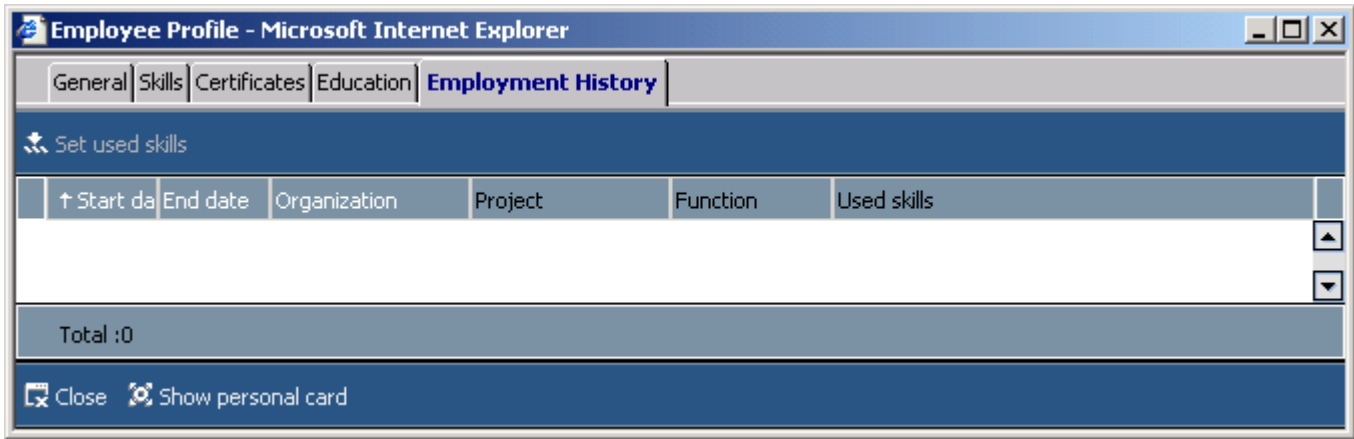 Employee Profile - Microsoft Internet Explorer
General Skills Certificates Education Employment History
Set used skills
↑ Start da End date Organization Project Function Used skills
Total :0
Close Show personal card